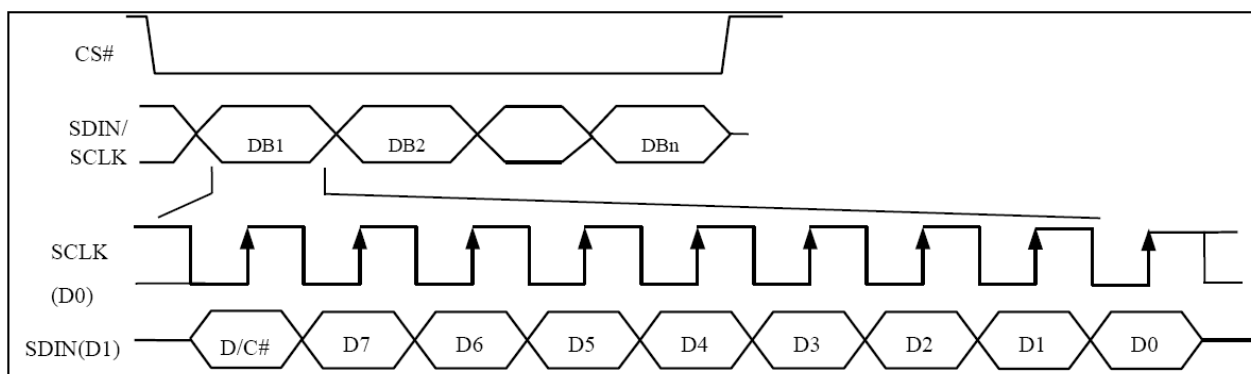 CS#
SDIN/
SCLK
DB1 DB2 DBn
SCLK
(D0)
SDIN(D1) D/C# D7 D6 D5 D4 D3 D2 D1 D0